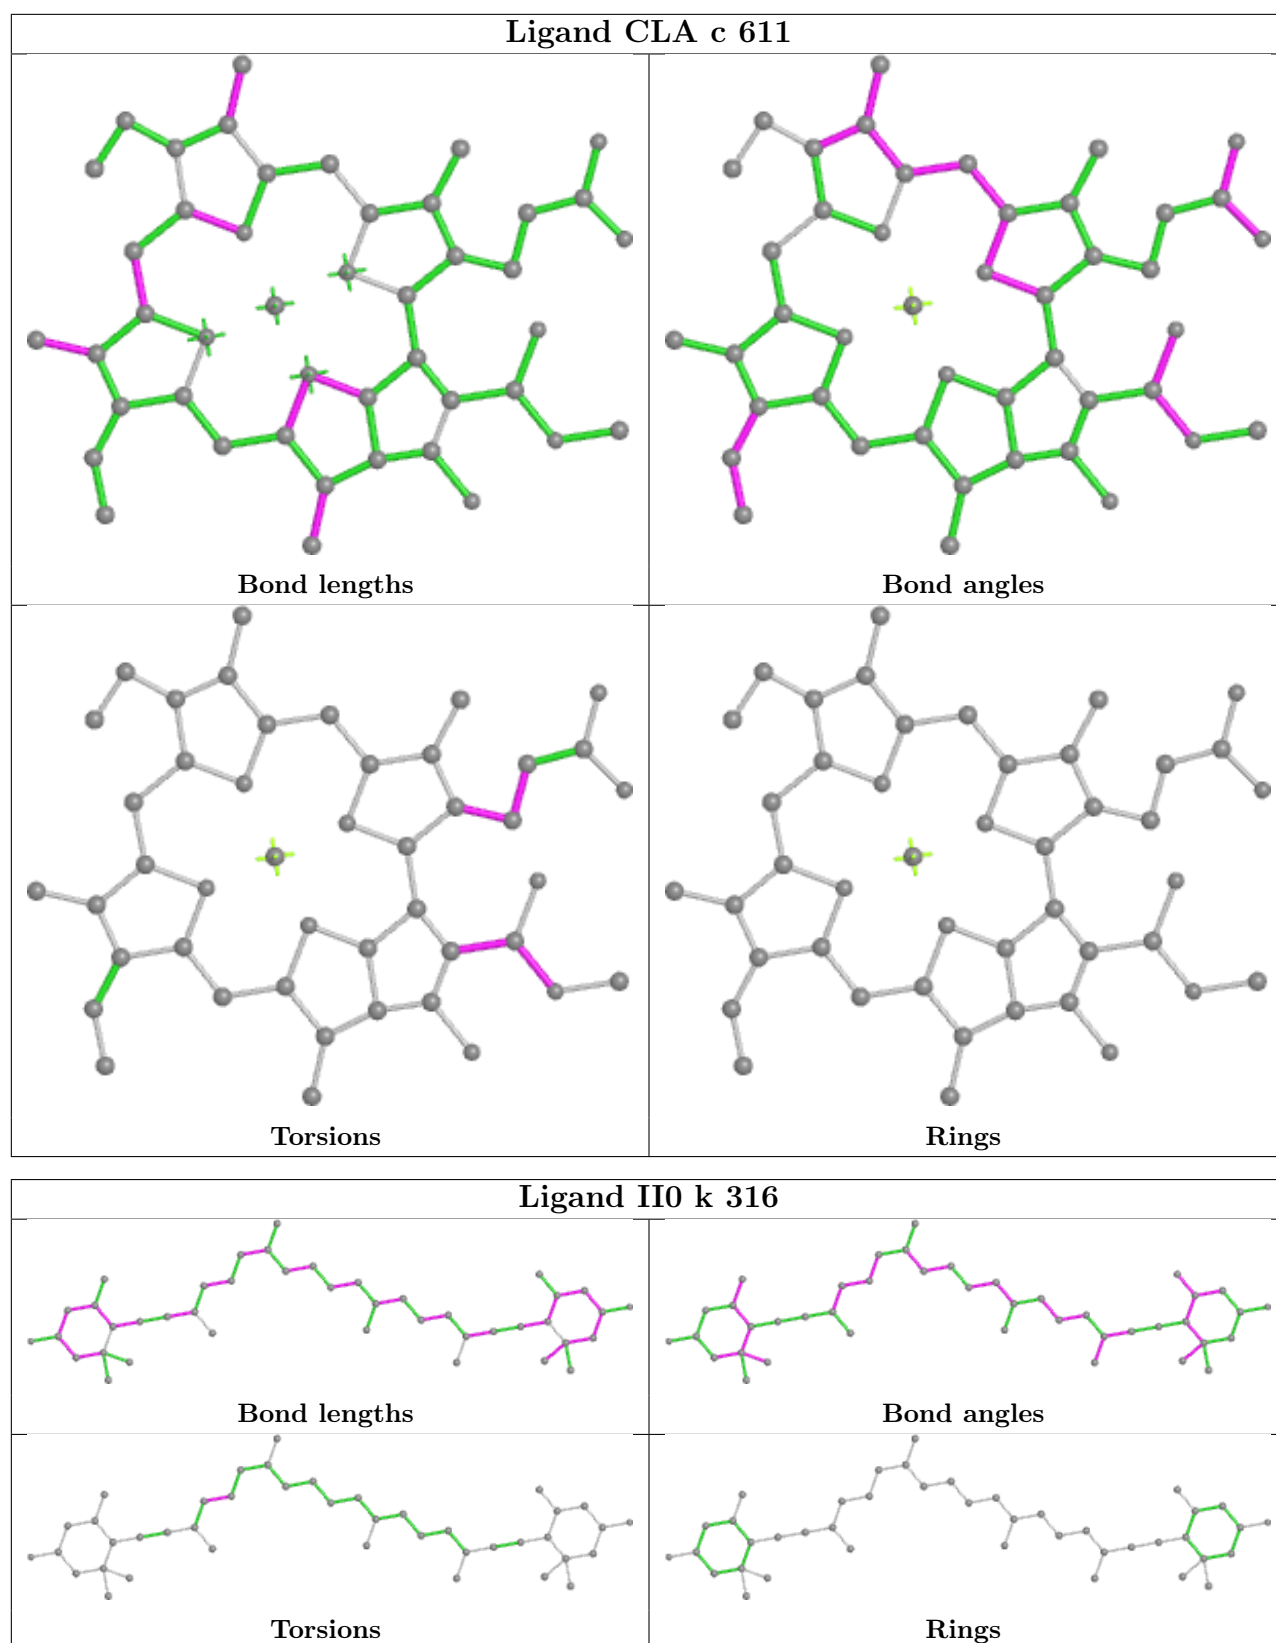 Ligand CLA c 611
Bond lengths
Bond angles
Torsions
Rings
Ligand II0 k 316
Bond lengths
Bond angles
Torsions
Rings